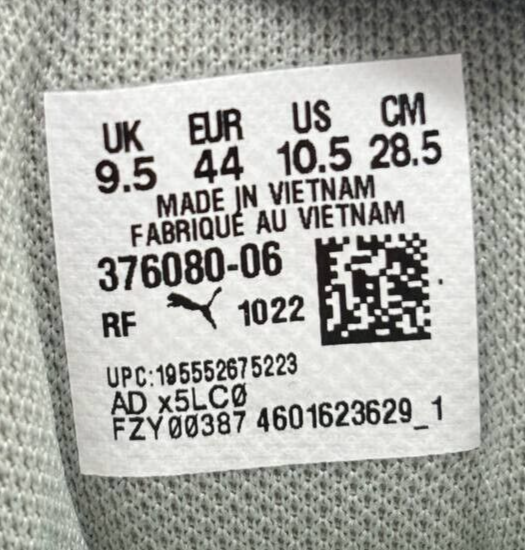 UK EUR US CM
9.5 44 10.5 28.5
MADE IN VIETNAM
FABRIQUE AU VIETNAM
376080-06
RF 1022
UPC:195552675223
AD x5LC0
FZY00387 4601623629_1